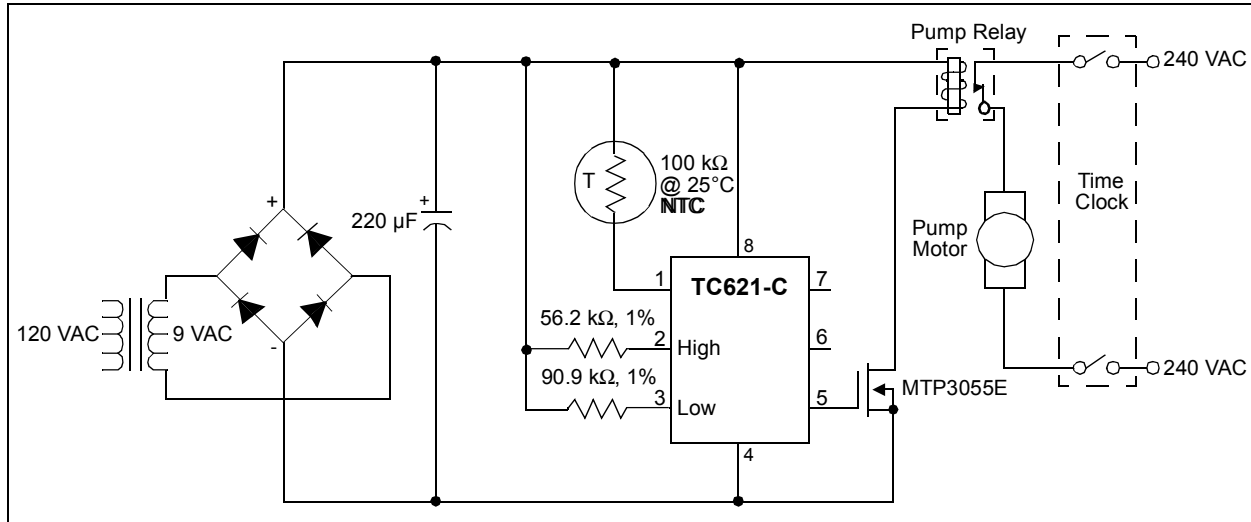 Pump Relay
240 VAC
Time
Clock
Pump
Motor
240 VAC
100 kΩ
@ 25°C
NTC
T
+
220 µF
+
-
120 VAC
9 VAC
TC621-C
1
2
3
4
5
6
7
8
High
Low
56.2 kΩ, 1%
90.9 kΩ, 1%
MTP3055E